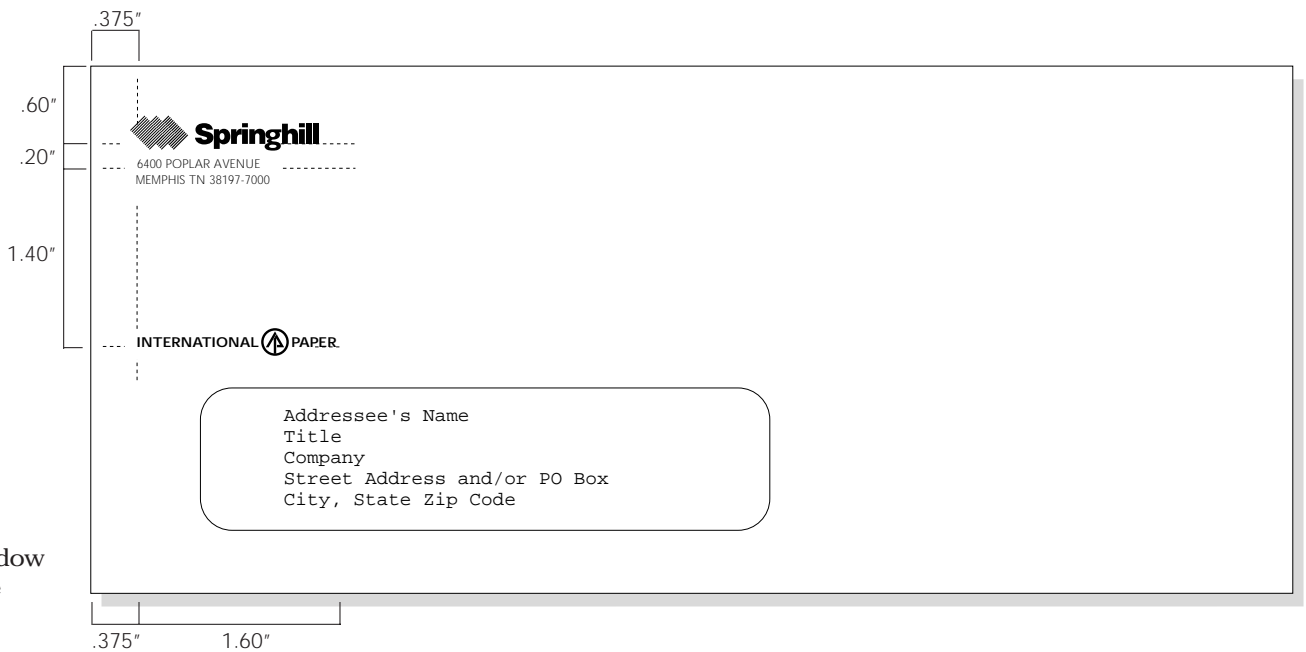 .375"
.60"
Springhill
.20"
6400 POPLAR AVENUE
MEMPHIS TN 38197-7000
1.40"
INTERNATIONAL PAPER
Addressee's Name
Title
Company
Street Address and/or PO Box
City, State Zip Code
.375"
1.60"